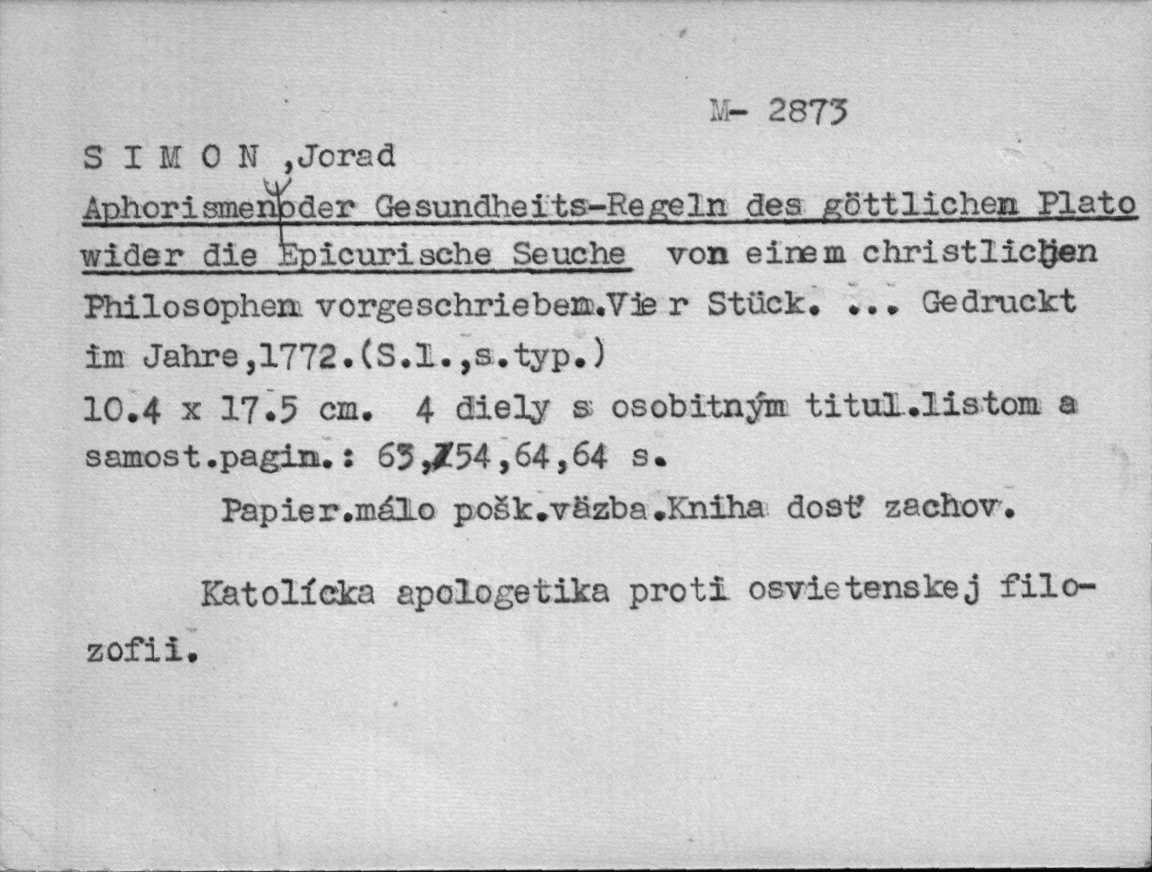 M- 2873
S I M O N ,Jorad
Aphorismen oder Gesundheits-Regeln des göttlichen Plato
wider die Epicurische Seuche von einem christlichen
Philosophen vorgeschrieben.Vier Stück. ... Gedruckt
im Jahre,1772.(S.l.,s.typ.)
10.4 x 17.5 cm. 4 diely s osobitným titul.listom a
samost.pagin.: 63,154,64,64 s.
Papier.málo pošk.väzba.Kniha dosť zachov.
Katolícka apologetika proti osvietenskej filo-
zofii.